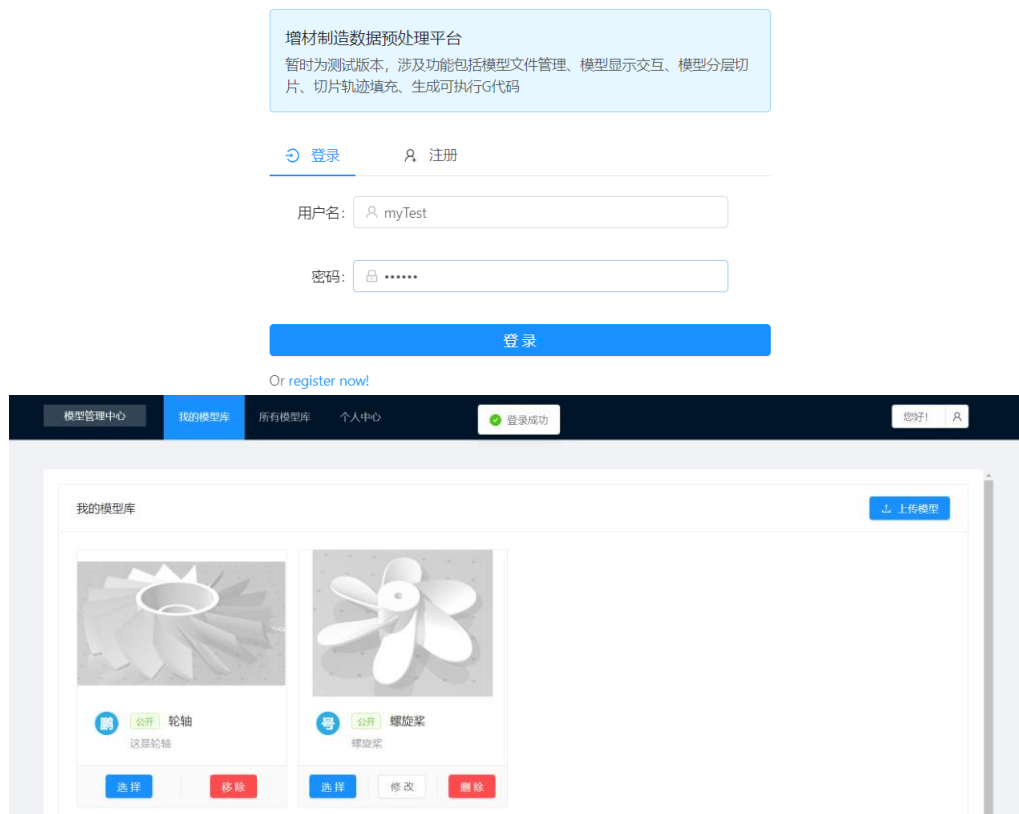 增材制造数据预处理平台
暂时为测试版本，涉及功能包括模型文件管理、模型显示交互、模型分层切
片、切片轨迹填充、生成可执行G代码
登录 注册
用户名: myTest
密码: ••••••
登 录
Or register now!
模型管理中心 我的模型库 所有模型库 个人中心 登录成功 您好!
我的模型库 上传模型
鹏 公开 轮轴
这是轮轴
号 公开 螺旋桨
螺旋桨
选 择 移 除 选 择 修 改 删 除